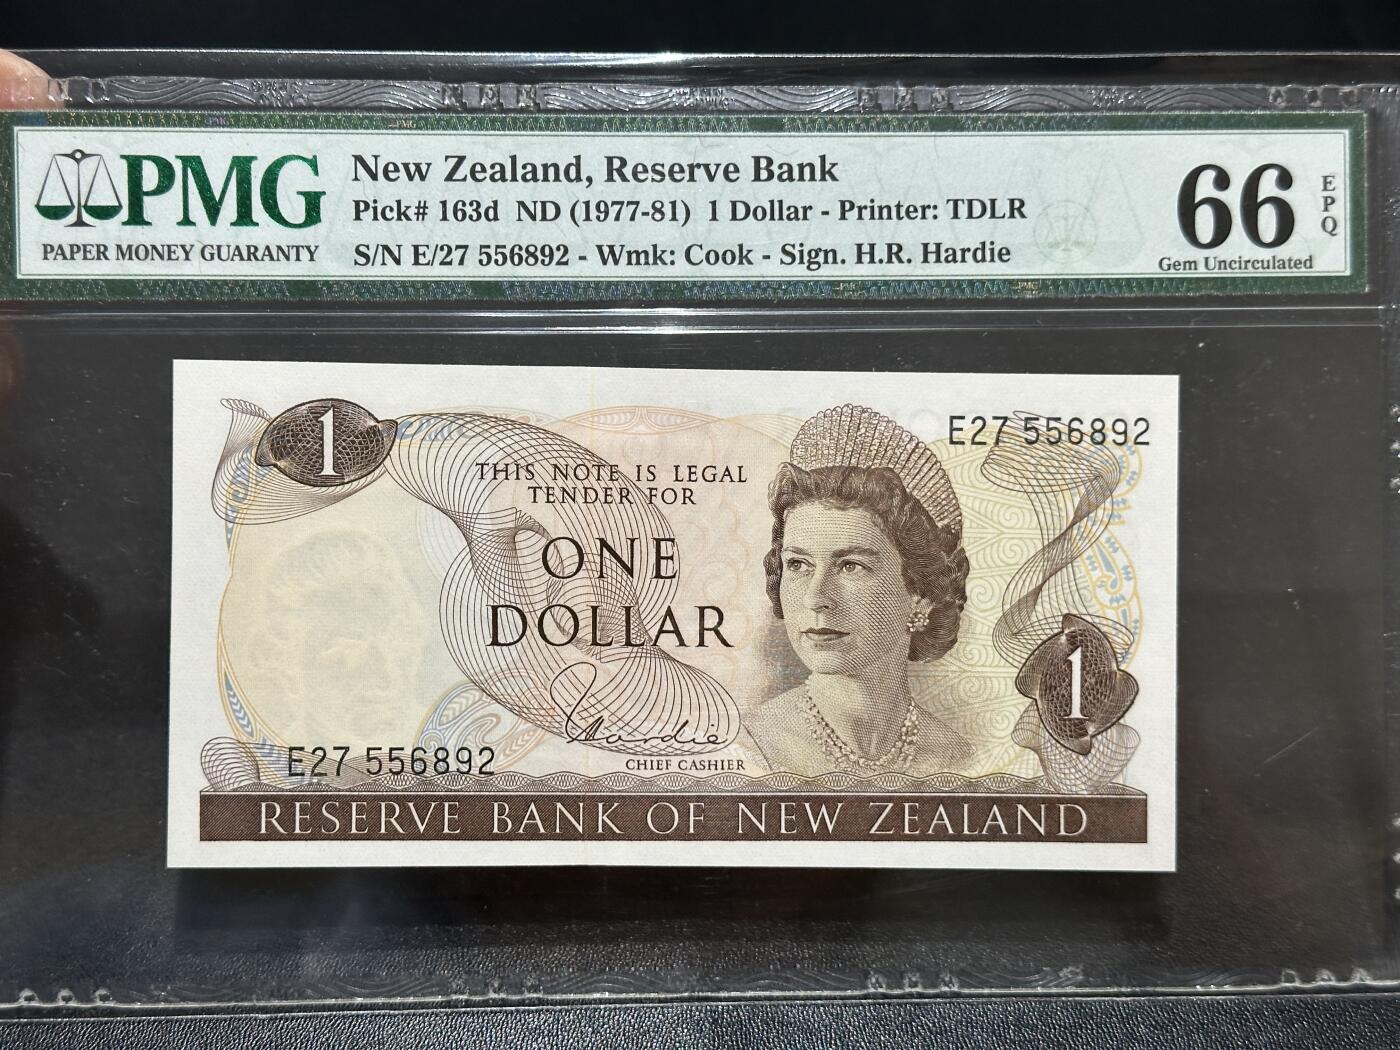 PMG
PAPER MONEY GUARANTY
New Zealand, Reserve Bank
Pick# 163d ND (1977-81) 1 Dollar - Printer: TDLR
S/N E/27 556892 - Wmk: Cook - Sign. H.R. Hardie
66
EPQ
Gem Uncirculated
1
E27 556892
THIS NOTE IS LEGAL
TENDER FOR
ONE
DOLLAR
1
Hardie
E27 556892
CHIEF CASHIER
RESERVE BANK OF NEW ZEALAND